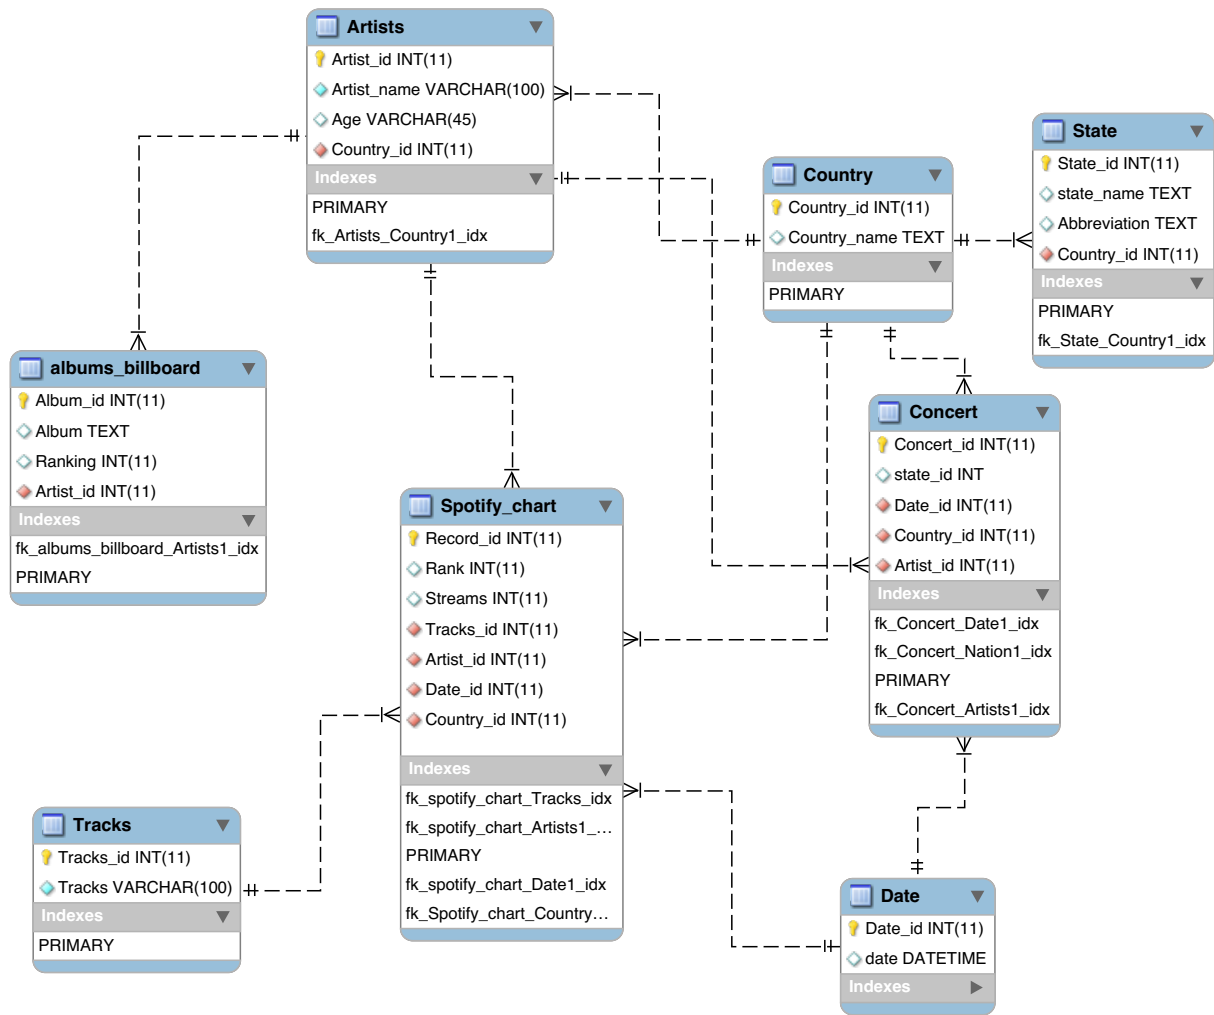 Artists
Artist_id INT(11)
Artist_name VARCHAR(100)
Age VARCHAR(45)
Country_id INT(11)
Indexes
PRIMARY
fk_Artists_Country1_idx
State
State_id INT(11)
state_name TEXT
Abbreviation TEXT
Country_id INT(11)
Indexes
PRIMARY
fk_State_Country1_idx
Country
Country_id INT(11)
Country_name TEXT
Indexes
PRIMARY
albums_billboard
Album_id INT(11)
Album TEXT
Ranking INT(11)
Artist_id INT(11)
Indexes
fk_albums_billboard_Artists1_idx
PRIMARY
Concert
Concert_id INT(11)
state_id INT
Date_id INT(11)
Country_id INT(11)
Artist_id INT(11)
Indexes
fk_Concert_Date1_idx
fk_Concert_Nation1_idx
PRIMARY
fk_Concert_Artists1_idx
Spotify_chart
Record_id INT(11)
Rank INT(11)
Streams INT(11)
Tracks_id INT(11)
Artist_id INT(11)
Date_id INT(11)
Country_id INT(11)
Indexes
fk_spotify_chart_Tracks_idx
fk_spotify_chart_Artists1_...
PRIMARY
fk_spotify_chart_Date1_idx
fk_Spotify_chart_Country...
Tracks
Tracks_id INT(11)
Tracks VARCHAR(100)
Indexes
PRIMARY
Date
Date_id INT(11)
date DATETIME
Indexes